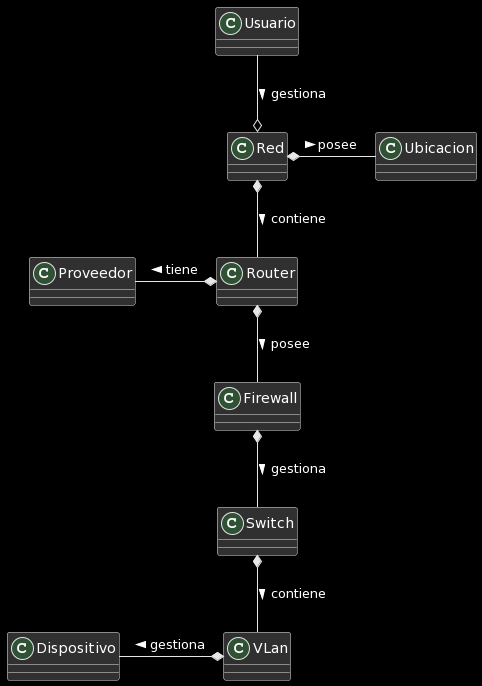 C Usuario
gestiona
C Red
posee
C Ubicacion
contiene
C Proveedor
tiene
C Router
posee
C Firewall
gestiona
C Switch
contiene
C Dispositivo
gestiona
C VLan